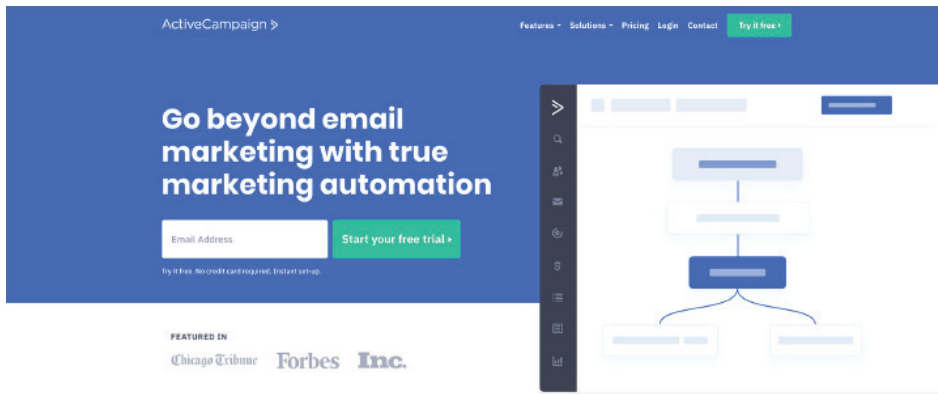 ActiveCampaign >
Features Solutions Pricing Login Contact Try it free ›
Go beyond email
marketing with true
marketing automation
Email Address
Start your free trial ›
Try it free. No credit card required. Instant set-up.
FEATURED IN
Chicago Tribune Forbes Inc.